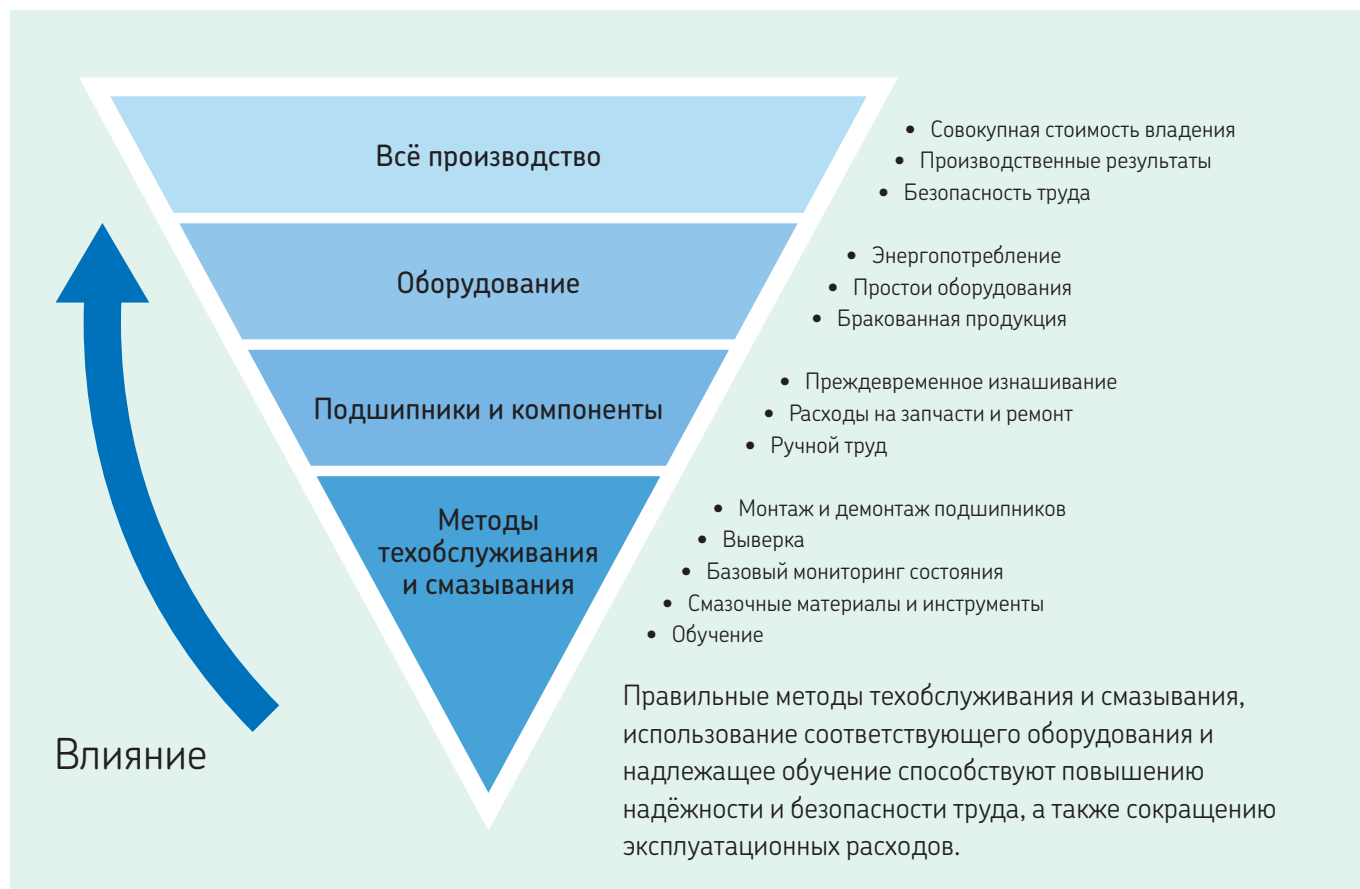 Всё производство
• Совокупная стоимость владения
• Производственные результаты
• Безопасность труда
Оборудование
• Энергопотребление
• Простои оборудования
• Бракованная продукция
Подшипники и компоненты
• Преждевременное изнашивание
• Расходы на запчасти и ремонт
• Ручной труд
Методы
техобслуживания
и смазывания
• Монтаж и демонтаж подшипников
• Выверка
• Базовый мониторинг состояния
• Смазочные материалы и инструменты
• Обучение
Влияние
Правильные методы техобслуживания и смазывания,
использование соответствующего оборудования и
надлежащее обучение способствуют повышению
надёжности и безопасности труда, а также сокращению
эксплуатационных расходов.